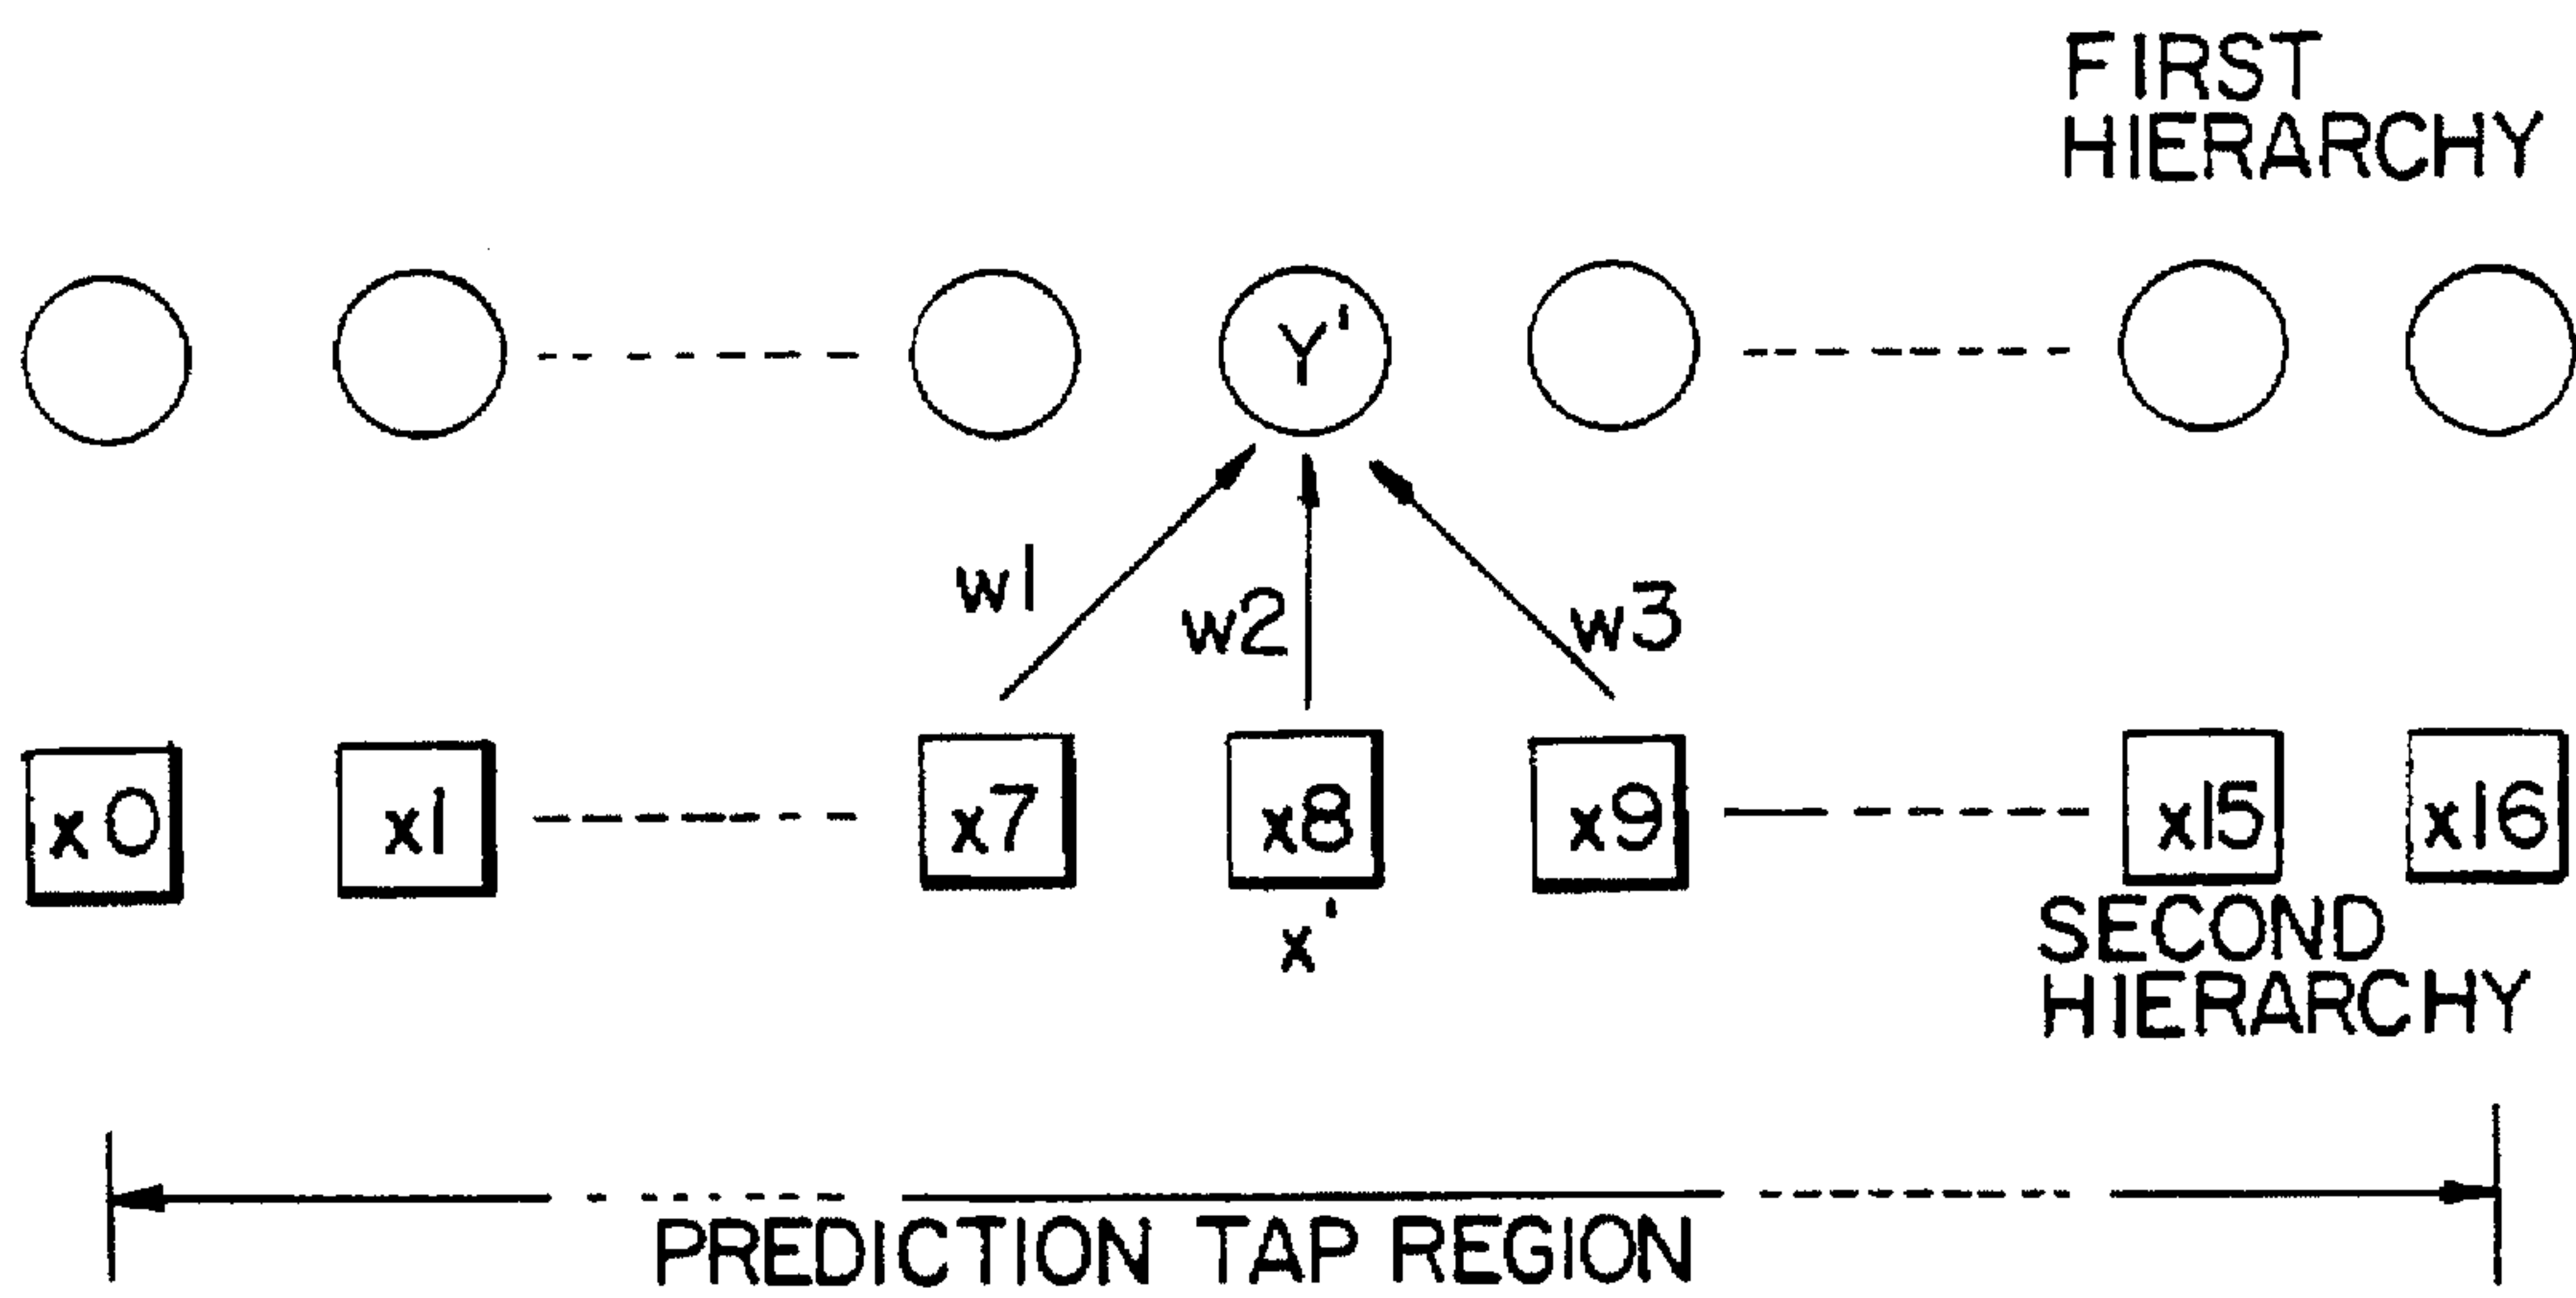 FIRST
HIERARCHY
Y'
w1
w2
w3
x0 x1 x7 x8 x9 x15 x16
x'
SECOND
HIERARCHY
PREDICTION TAP REGION